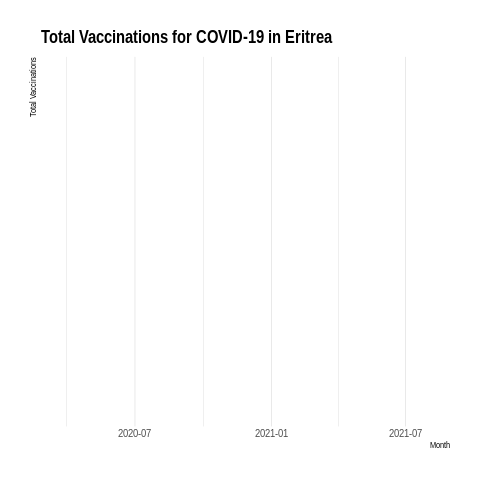 Total Vaccinations for COVID-19 in Eritrea
Total Vaccinations
2020-07 2021-01 2021-07
Month